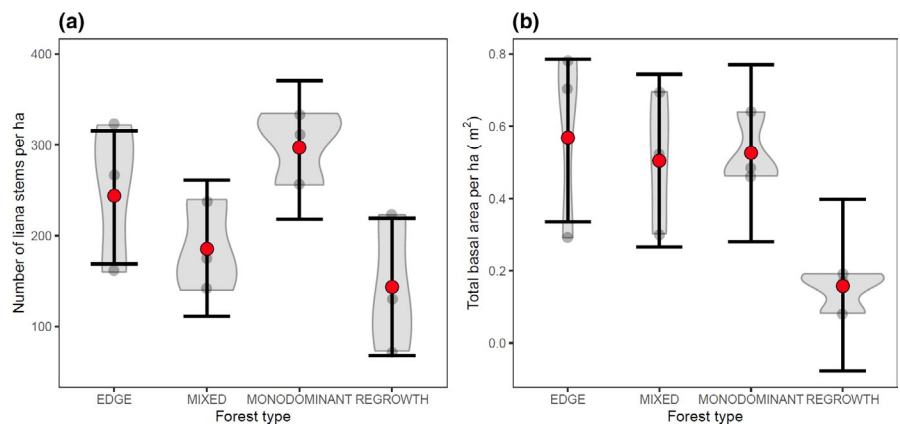 (a)
Number of liana stems per ha
400
300
200
100
EDGE MIXED MONODOMINANT REGROWTH
Forest type
(b)
Total basal area per ha ( m²)
0.8
0.6
0.4
0.2
0.0
EDGE MIXED MONODOMINANT REGROWTH
Forest type